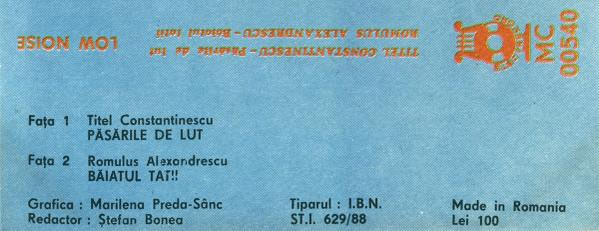 LOW NOISE
TITEL CONSTANTINESCU - Păsările de lut
ROMULUS ALEXANDRESCU - Băiatul tatii
ELECTRECORD
MC
00540
Fața 1 Titel Constantinescu
PĂSĂRILE DE LUT
Fața 2 Romulus Alexandrescu
BĂIATUL TAT!!
Grafica : Marilena Preda-Sânc
Redactor : Ștefan Bonea
Tiparul : I.B.N.
ST.I. 629/88
Made in Romania
Lei 100